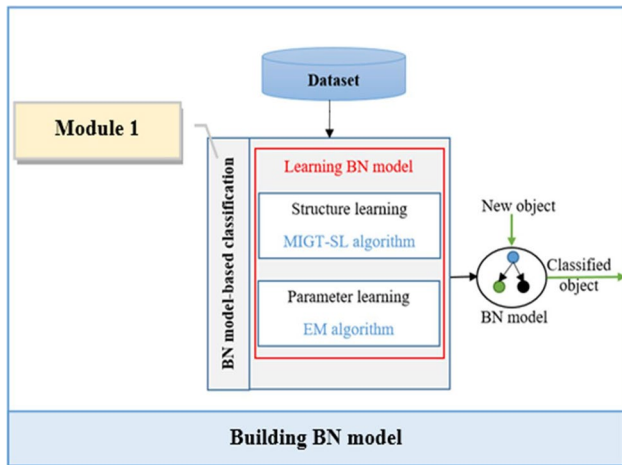 Dataset
Module 1
BN model-based classification
Learning BN model
Structure learning
MIGT-SL algorithm
Parameter learning
EM algorithm
New object
Classified
object
BN model
Building BN model